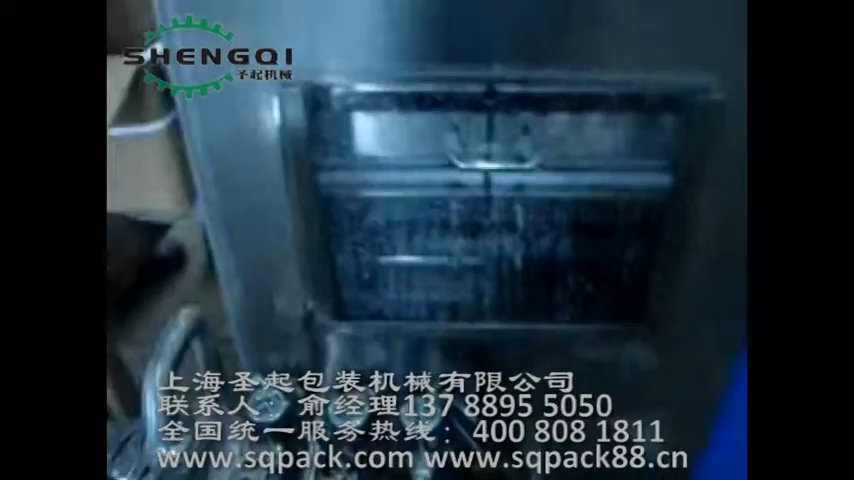 SHENGQI
圣起机械
上海圣起包装机械有限公司
联系人：俞经理137 8895 5050
全国统一服务热线：400 808 1811
www.sqpack.com www.sqpack88.cn